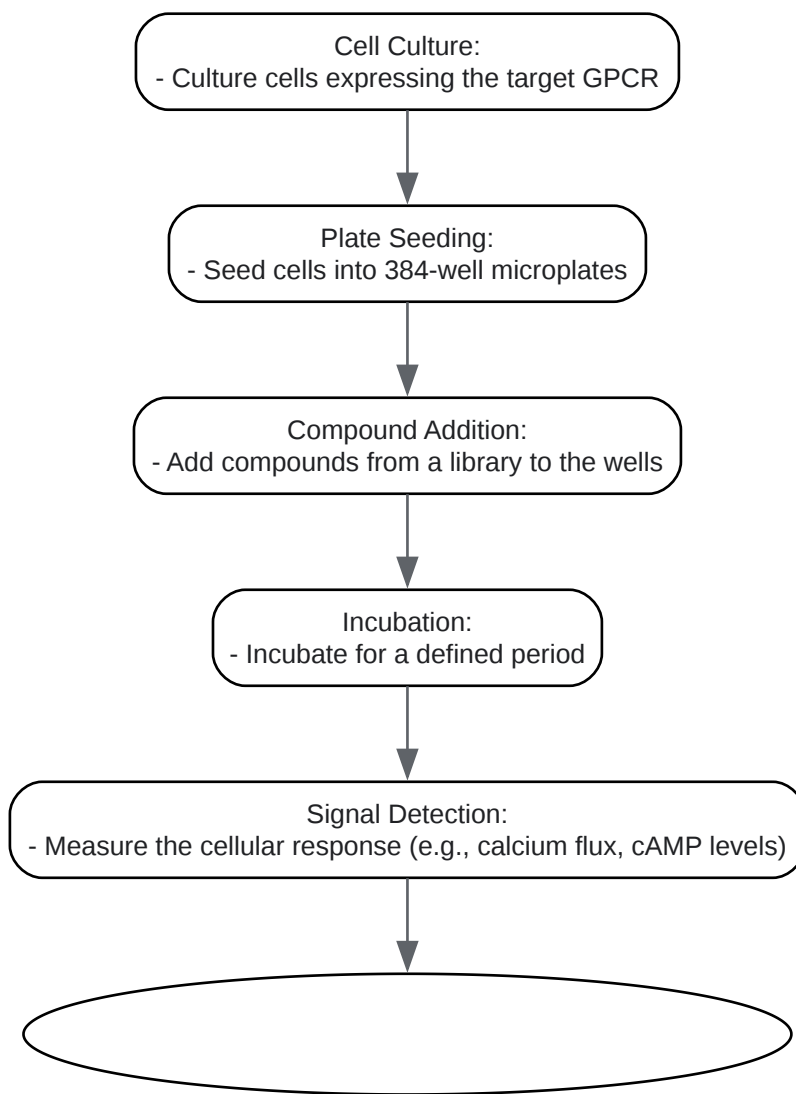 Cell Culture:
- Culture cells expressing the target GPCR
Plate Seeding:
- Seed cells into 384-well microplates
Compound Addition:
- Add compounds from a library to the wells
Incubation:
- Incubate for a defined period
Signal Detection:
- Measure the cellular response (e.g., calcium flux, cAMP levels)